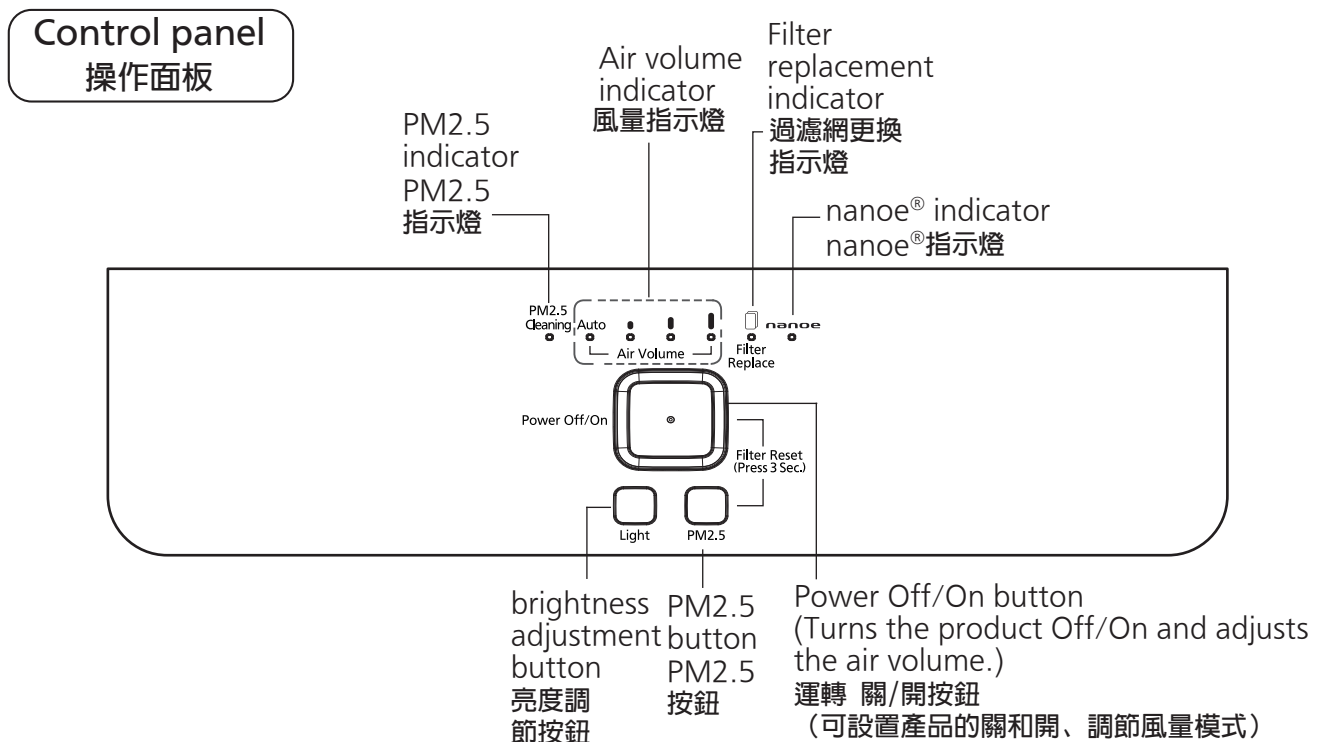 Control panel
操作面板
Air volume
indicator
風量指示燈
Filter
replacement
indicator
過濾網更換
指示燈
PM2.5
indicator
PM2.5
指示燈
nanoe® indicator
nanoe®指示燈
PM2.5
Cleaning
Auto
Air Volume
Filter
Replace
nanoe
Power Off/On
Filter Reset
(Press 3 Sec.)
Light
PM2.5
brightness
adjustment
button
亮度調
節按鈕
PM2.5
button
PM2.5
按鈕
Power Off/On button
(Turns the product Off/On and adjusts
the air volume.)
運轉 關/開按鈕
（可設置產品的關和開、調節風量模式）